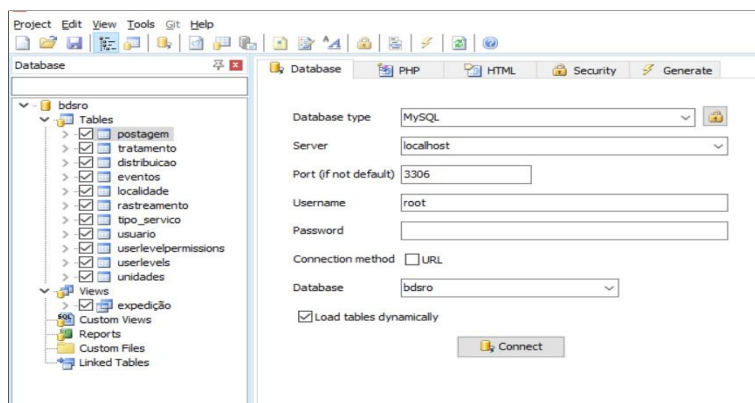 Project Edit View Tools Git Help
Database
Database PHP HTML Security Generate
bdsro
Tables
postagem
tratamento
distribuicao
eventos
localidade
rastreamento
tipo_servico
usuario
userlevelpermissions
userlevels
unidades
Views
expedição
SQL Custom Views
Reports
Custom Files
Linked Tables
Database type MySQL
Server localhost
Port (if not default) 3306
Username root
Password
Connection method URL
Database bdsro
Load tables dynamically
Connect